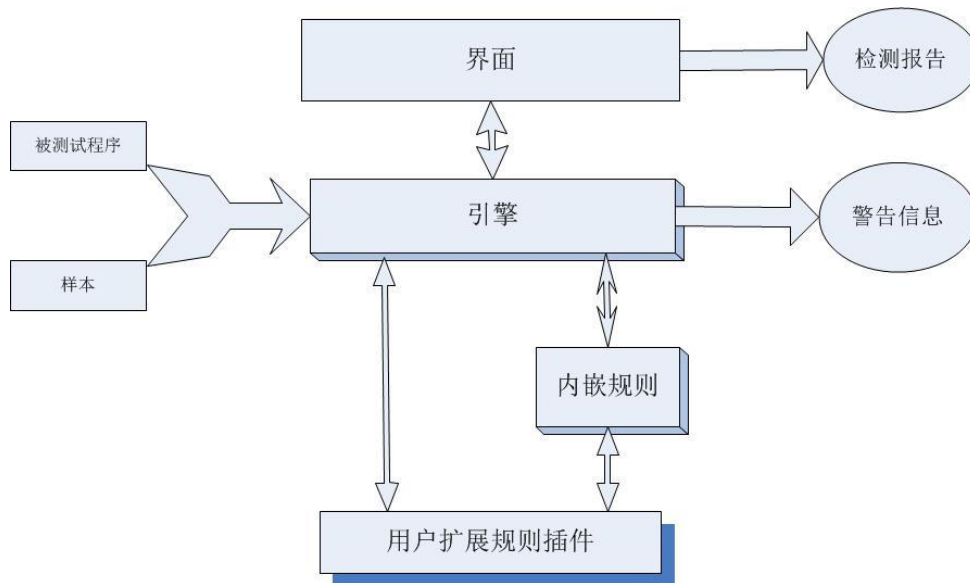 界面
检测报告
被测试程序
引擎
警告信息
样本
内嵌规则
用户扩展规则插件